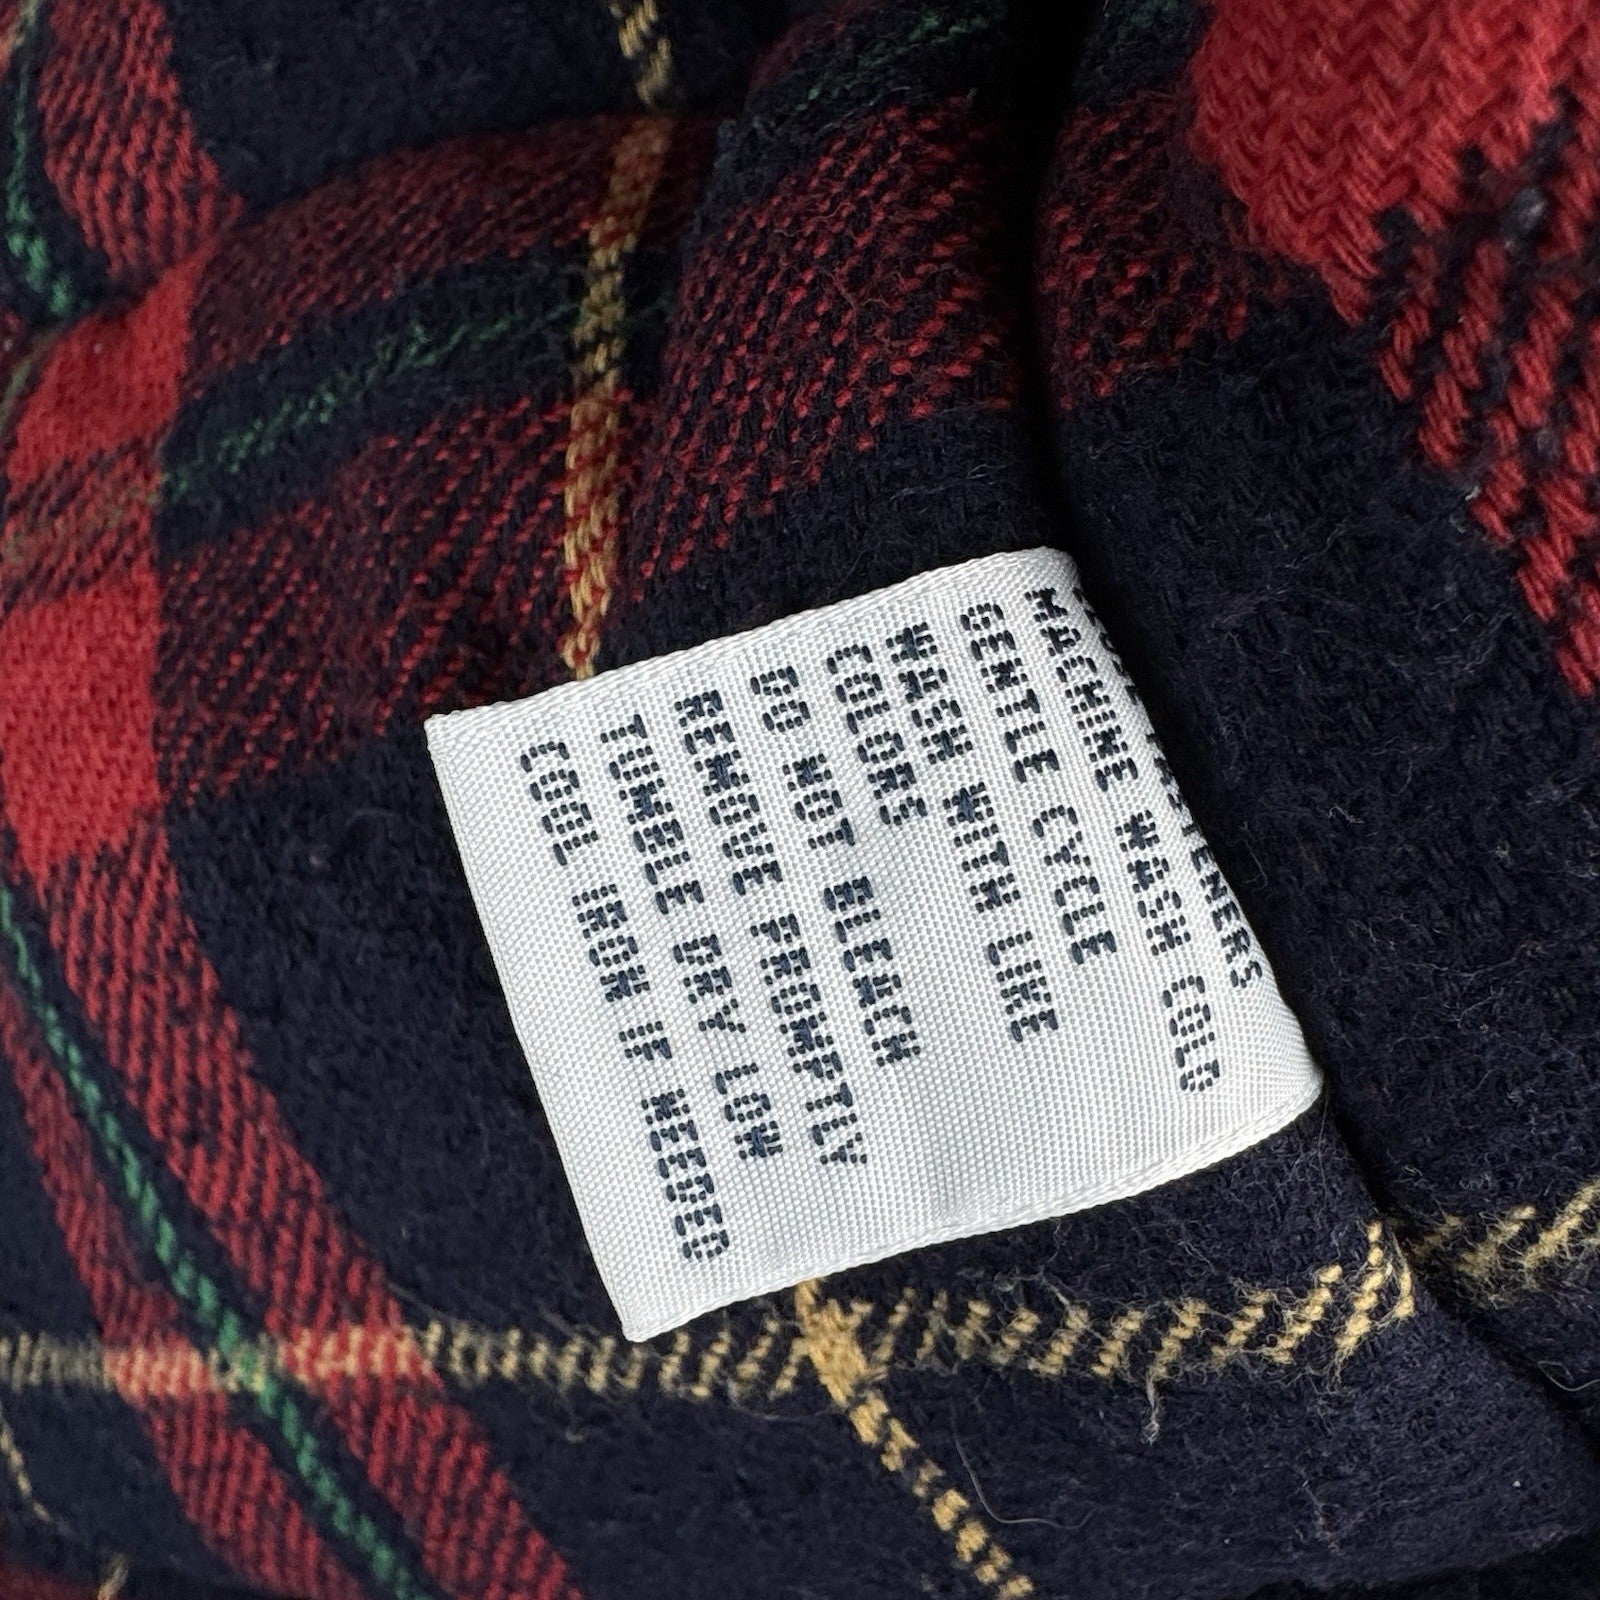 FASTENERS
MACHINE WASH COLD
GENTLE CYCLE
WASH WITH LIKE
COLORS
DO NOT BLEACH
REMOVE PROMPTLY
TUMBLE DRY LOW
COOL IRON IF NEEDED